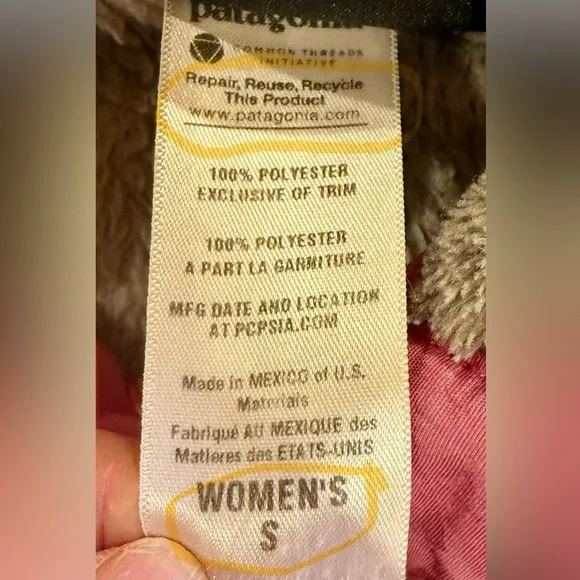 patagonia
COMMON THREADS
INITIATIVE
Repair, Reuse, Recycle
This Product
www.patagonia.com
100% POLYESTER
EXCLUSIVE OF TRIM
100% POLYESTER
A PART LA GARNITURE
MFG DATE AND LOCATION
AT PCPSIA.COM
Made in MEXICO of U.S.
Materials
Fabriqué AU MEXIQUE des
Matieres des ETATS-UNIS
WOMEN'S
S